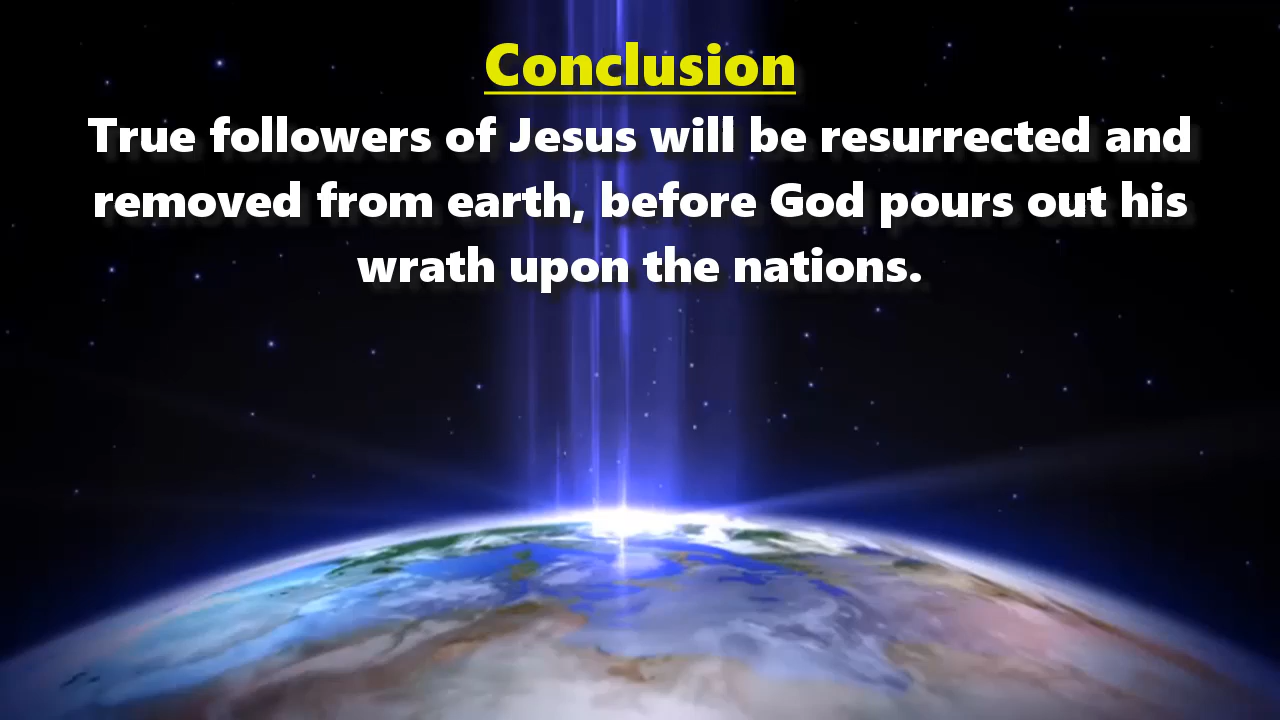 Conclusion
True followers of Jesus will be resurrected and
removed from earth, before God pours out his
wrath upon the nations.